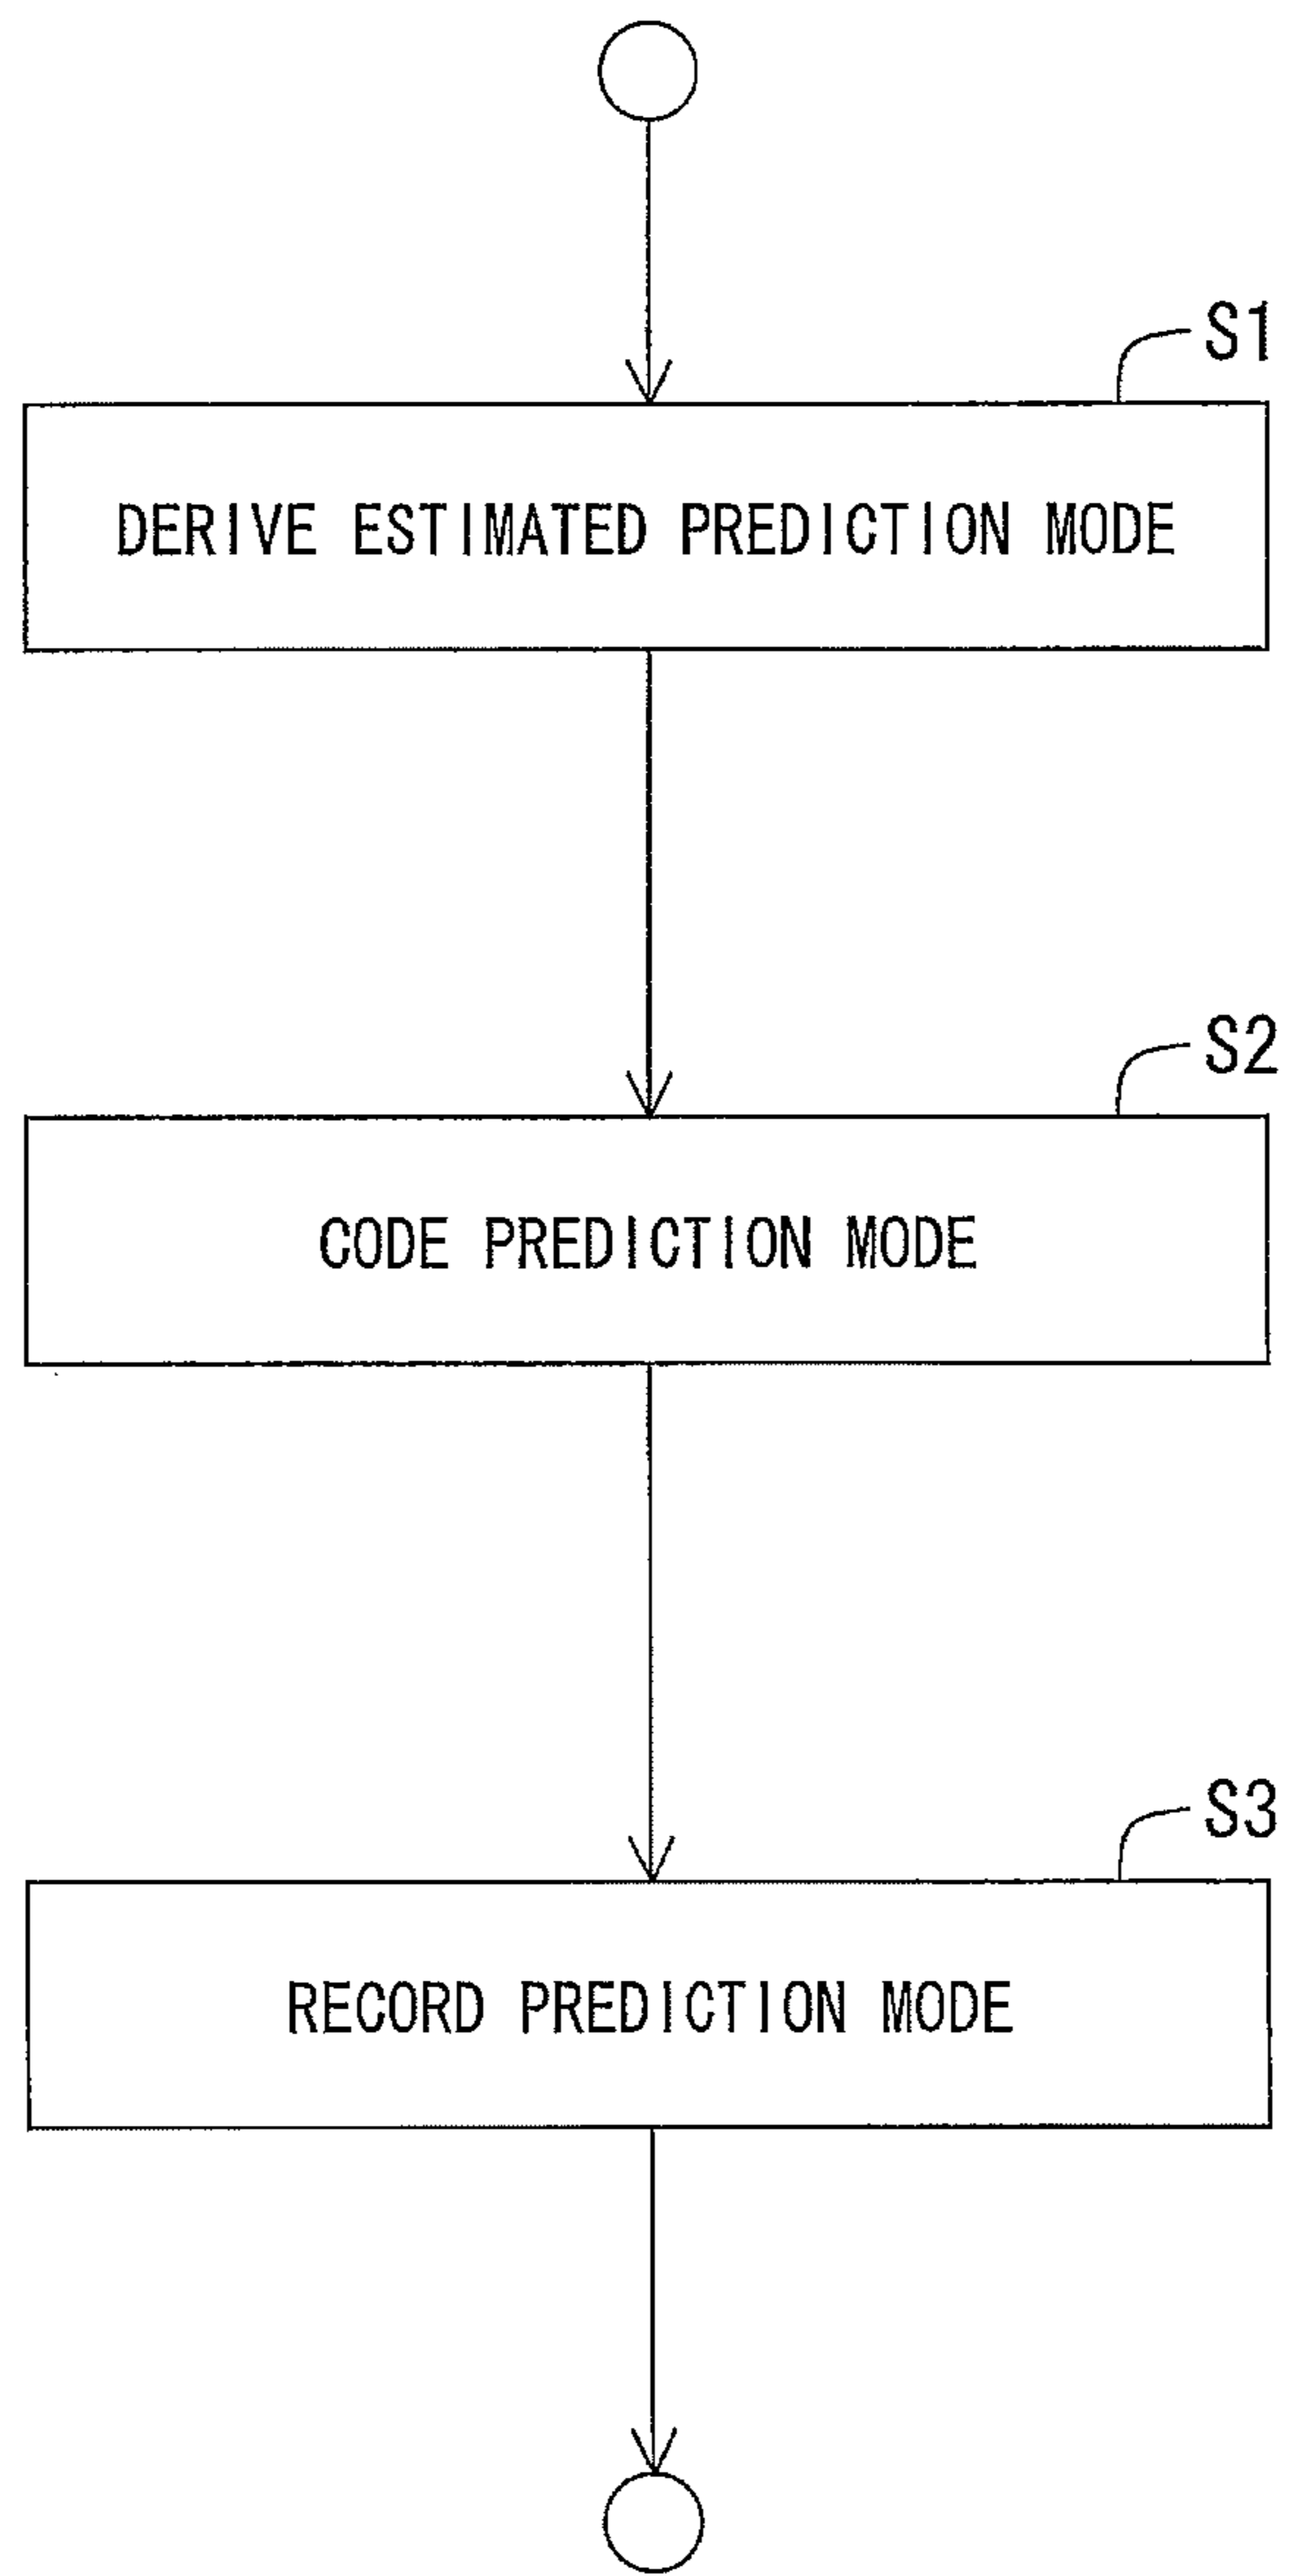 S1
DERIVE ESTIMATED PREDICTION MODE
S2
CODE PREDICTION MODE
S3
RECORD PREDICTION MODE